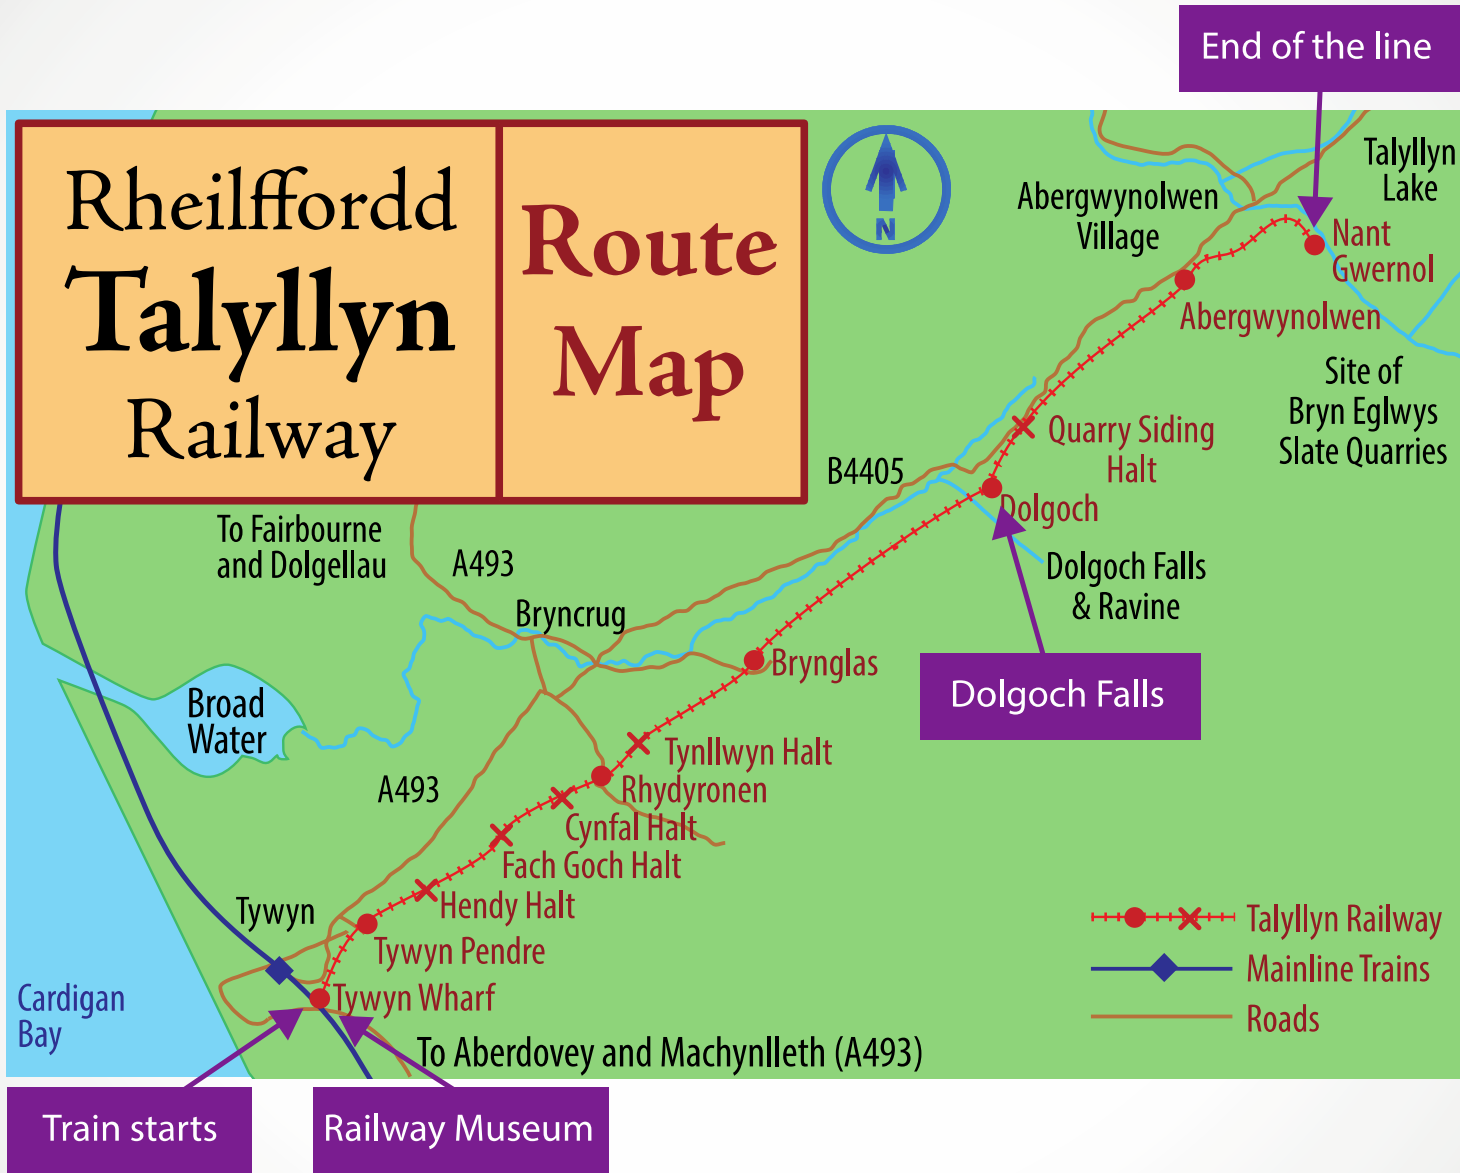 End of the line
Rheilffordd
Talyllyn
Railway
Route
Map
N
Talyllyn
Lake
Abergwynolwen
Village
Nant
Gwernol
Abergwynolwen
Site of
Bryn Eglwys
Slate Quarries
Quarry Siding
Halt
B4405
Dolgoch
To Fairbourne
and Dolgellau
A493
Dolgoch Falls
& Ravine
Bryncrug
Brynglas
Dolgoch Falls
Broad
Water
Tynllwyn Halt
A493
Rhydyronen
Cynfal Halt
Fach Goch Halt
Hendy Halt
Tywyn
Tywyn Pendre
Talyllyn Railway
Mainline Trains
Roads
Cardigan
Bay
Tywyn Wharf
To Aberdovey and Machynlleth (A493)
Train starts
Railway Museum